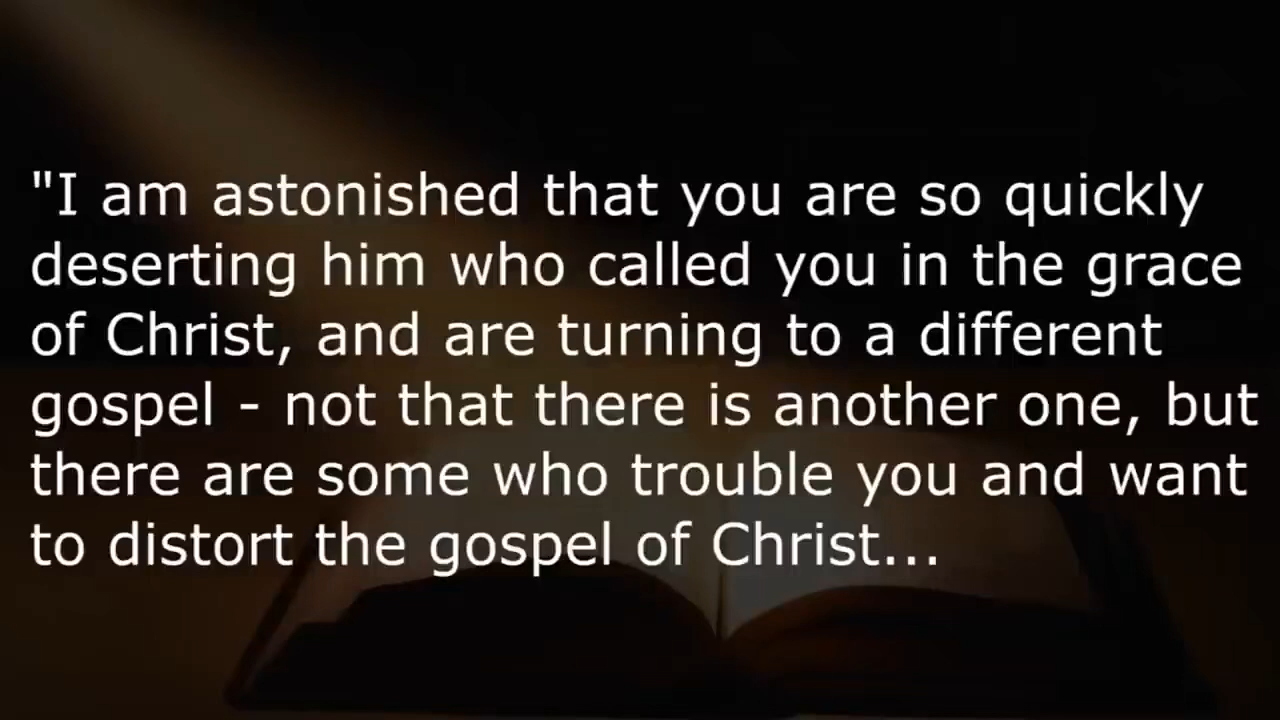 "I am astonished that you are so quickly
deserting him who called you in the grace
of Christ, and are turning to a different
gospel - not that there is another one, but
there are some who trouble you and want
to distort the gospel of Christ...